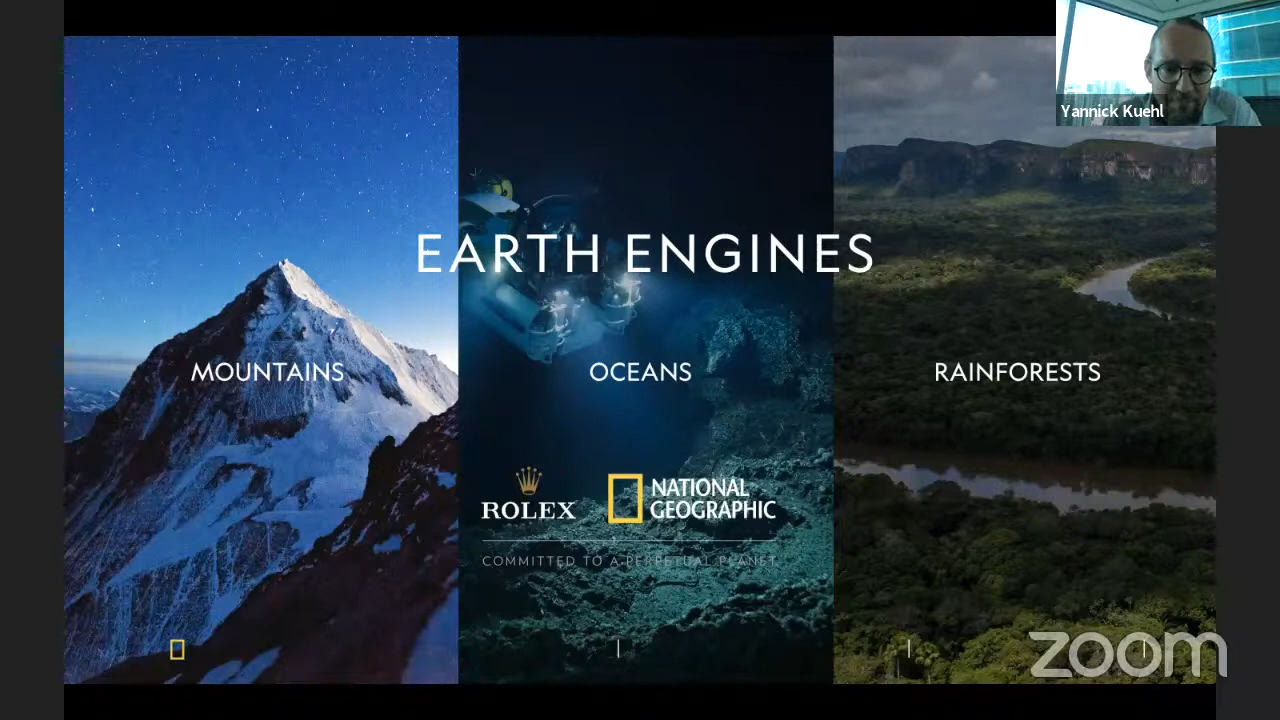 Yannick Kuehl
EARTH ENGINES
MOUNTAINS
OCEANS
RAINFORESTS
ROLEX
NATIONAL
GEOGRAPHIC
COMMITTED TO A PERPETUAL PLANET
zoom